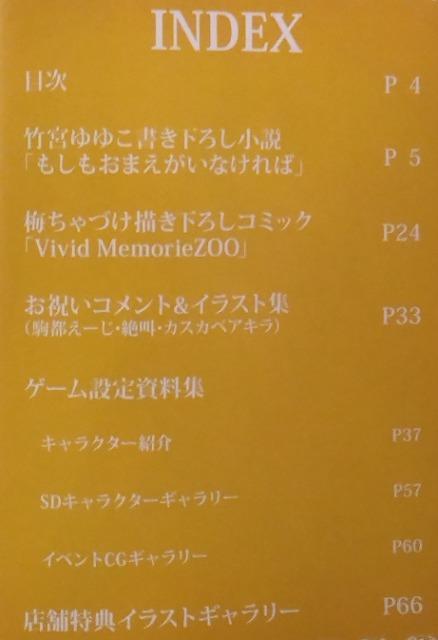 INDEX
目次 P 4
竹宮ゆゆこ書き下ろし小説
「もしもおまえがいなければ」 P 5
梅ちゃづけ描き下ろしコミック
「Vivid MemorieZOO」 P24
お祝いコメント&イラスト集
(駒都えーじ・絶叫・カスカベアキラ) P33
ゲーム設定資料集
キャラクター紹介 P37
SDキャラクターギャラリー P57
イベントCGギャラリー P60
店舗特典イラストギャラリー P66